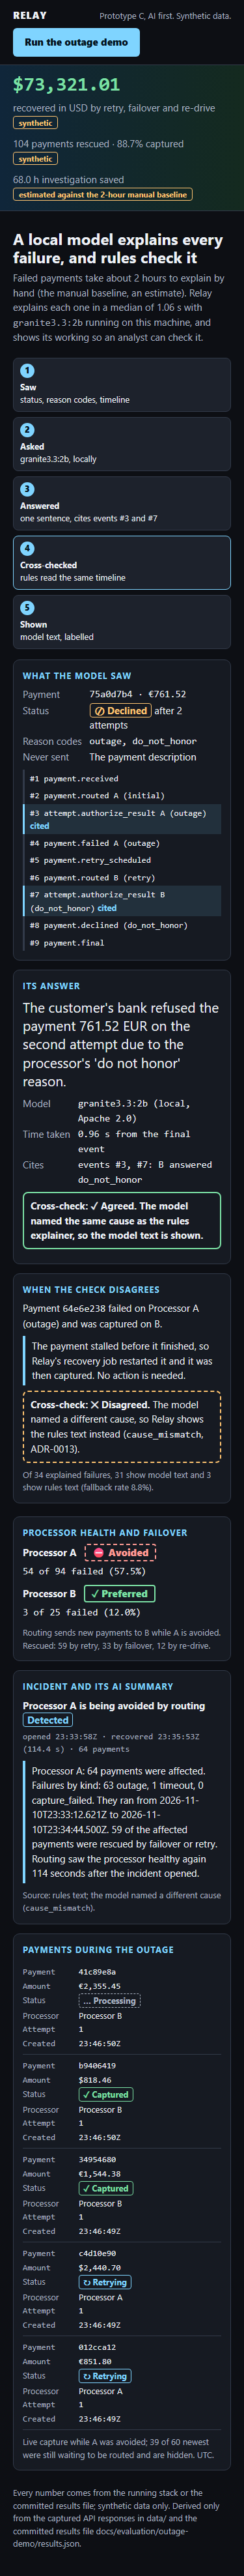 RELAY
Prototype C, AI first. Synthetic data.
Run the outage demo
$73,321.01
recovered in USD by retry, failover and re-drive
synthetic
104 payments rescued · 88.7% captured
synthetic
68.0 h investigation saved
estimated against the 2-hour manual baseline
A local model explains every
failure, and rules check it
Failed payments take about 2 hours to explain by
hand (the manual baseline, an estimate). Relay
explains each one in a median of 1.06 s with
granite3.3:2b running on this machine, and
shows its working so an analyst can check it.
1
Saw
status, reason codes, timeline
2
Asked
granite3.3:2b, locally
3
Answered
one sentence, cites events #3 and #7
4
Cross-checked
rules read the same timeline
5
Shown
model text, labelled
WHAT THE MODEL SAW
Payment 75a0d7b4 · €761.52
Status ⊘ Declined after 2
attempts
Reason codes outage, do_not_honor
Never sent The payment description
#1 payment.received
#2 payment.routed A (initial)
#3 attempt.authorize_result A (outage)
cited
#4 payment.failed A (outage)
#5 payment.retry_scheduled
#6 payment.routed B (retry)
#7 attempt.authorize_result B
(do_not_honor) cited
#8 payment.declined (do_not_honor)
#9 payment.final
ITS ANSWER
The customer's bank refused the
payment 761.52 EUR on the
second attempt due to the
processor's 'do not honor'
reason.
Model granite3.3:2b (local,
Apache 2.0)
Time taken 0.96 s from the final
event
Cites events #3, #7: B answered
do_not_honor
Cross-check: ✓ Agreed. The model
named the same cause as the rules
explainer, so the model text is shown.
WHEN THE CHECK DISAGREES
Payment 64e6e238 failed on Processor A
(outage) and was captured on B.
The payment stalled before it finished, so
Relay's recovery job restarted it and it was
then captured. No action is needed.
Cross-check: ✕ Disagreed. The model
named a different cause, so Relay shows
the rules text instead (cause_mismatch,
ADR-0013).
Of 34 explained failures, 31 show model text and 3
show rules text (fallback rate 8.8%).
PROCESSOR HEALTH AND FAILOVER
Processor A ⛔ Avoided
54 of 94 failed (57.5%)
Processor B ✓ Preferred
3 of 25 failed (12.0%)
Routing sends new payments to B while A is avoided.
Rescued: 59 by retry, 33 by failover, 12 by re-drive.
INCIDENT AND ITS AI SUMMARY
Processor A is being avoided by routing
Detected
opened 23:33:58Z · recovered 23:35:53Z
(114.4 s) · 64 payments
Processor A: 64 payments were affected.
Failures by kind: 63 outage, 1 timeout, 0
capture_failed. They ran from 2026-11-
10T23:33:12.621Z to 2026-11-
10T23:34:44.500Z. 59 of the affected
payments were rescued by failover or retry.
Routing saw the processor healthy again
114 seconds after the incident opened.
Source: rules text; the model named a different cause
(cause_mismatch).
PAYMENTS DURING THE OUTAGE
Payment 41c89e8a
Amount €2,355.45
Status … Processing
Processor Processor B
Attempt 1
Created 23:46:50Z
Payment b9406419
Amount $818.46
Status ✓ Captured
Processor Processor B
Attempt 1
Created 23:46:50Z
Payment 34954680
Amount €1,544.38
Status ✓ Captured
Processor Processor B
Attempt 1
Created 23:46:49Z
Payment c4d10e90
Amount $2,440.70
Status ↻ Retrying
Processor Processor A
Attempt 1
Created 23:46:49Z
Payment 012cca12
Amount €851.80
Status ↻ Retrying
Processor Processor A
Attempt 1
Created 23:46:49Z
Live capture while A was avoided; 39 of 60 newest
were still waiting to be routed and are hidden. UTC.
Every number comes from the running stack or the
committed results file; synthetic data only. Derived only
from the captured API responses in data/ and the
committed results file docs/evaluation/outage-
demo/results.json.